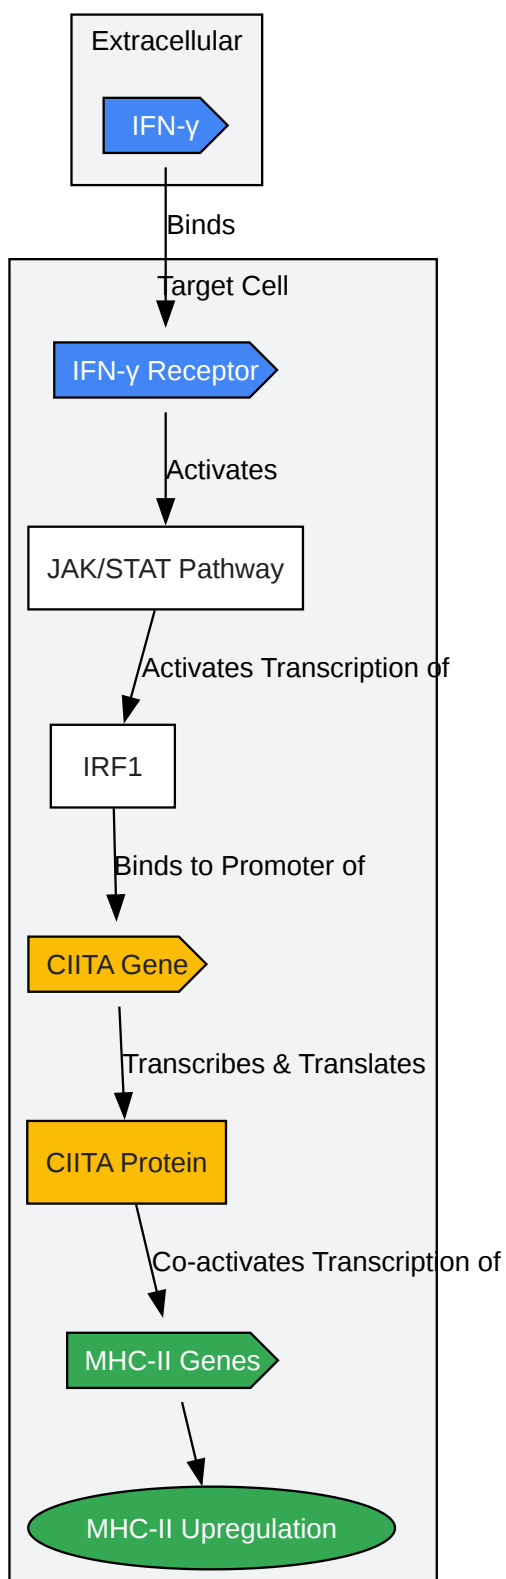 Extracellular
IFN-γ
Binds
Target Cell
IFN-γ Receptor
Activates
JAK/STAT Pathway
Activates Transcription of
IRF1
Binds to Promoter of
CIITA Gene
Transcribes & Translates
CIITA Protein
Co-activates Transcription of
MHC-II Genes
MHC-II Upregulation